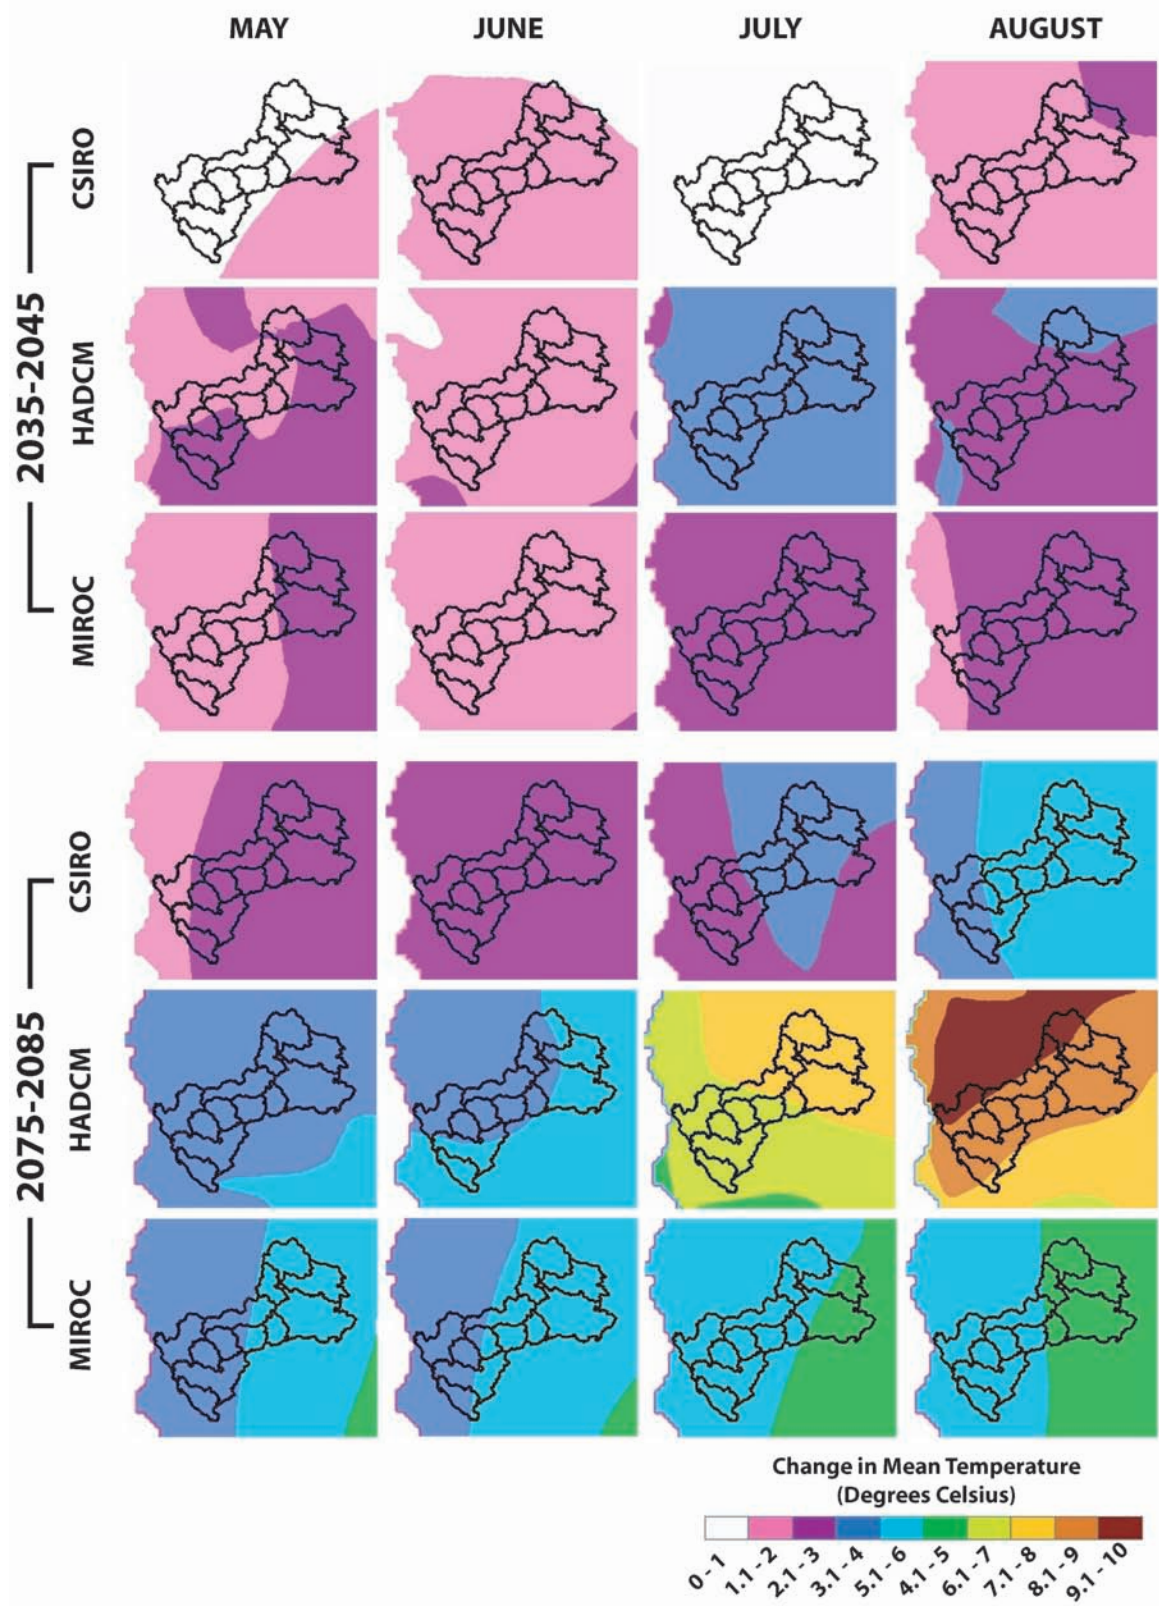 MAY JUNE JULY AUGUST
2035-2045
CSIRO
HADCM
MIROC
2075-2085
CSIRO
HADCM
MIROC
Change in Mean Temperature
(Degrees Celsius)
0 - 1 1.1 - 2 2.1 - 3 3.1 - 4 5.1 - 6 4.1 - 5 6.1 - 7 7.1 - 8 8.1 - 9 9.1 - 10